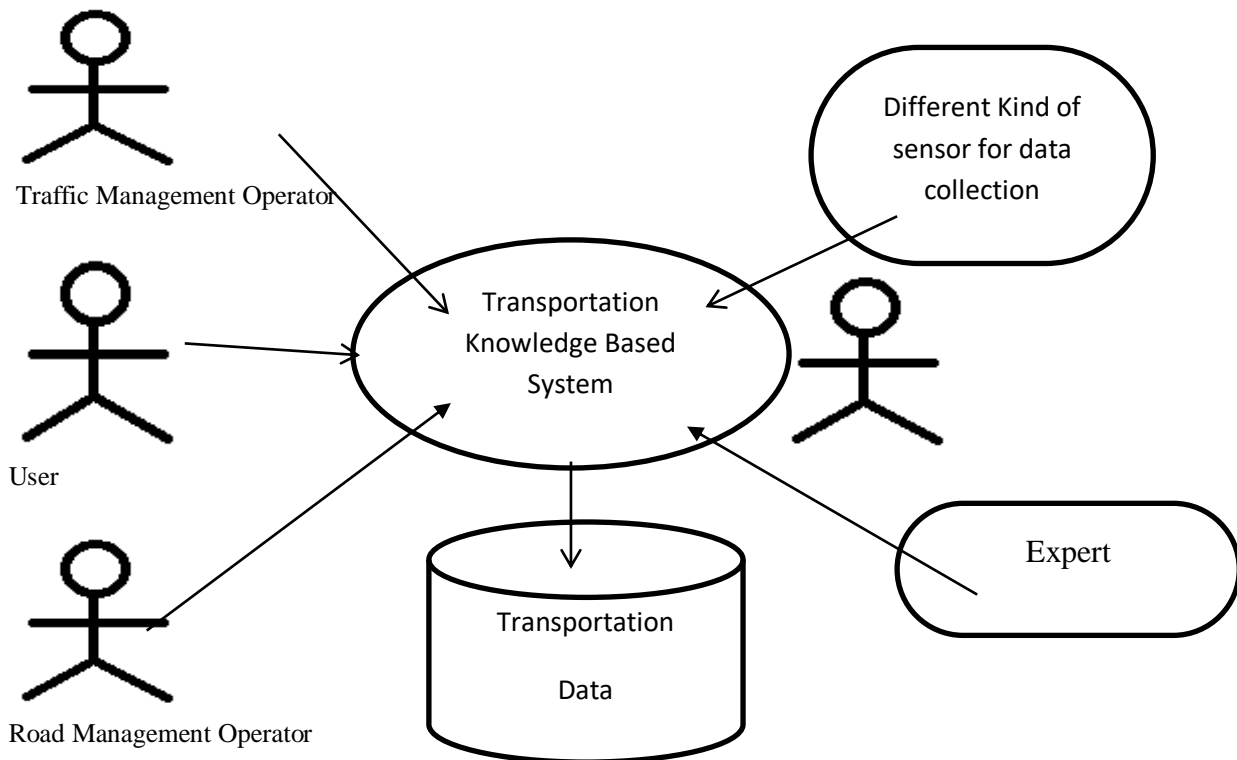 Traffic Management Operator
Different Kind of
sensor for data
collection
Transportation
Knowledge Based
System
User
Expert
Transportation
Data
Road Management Operator